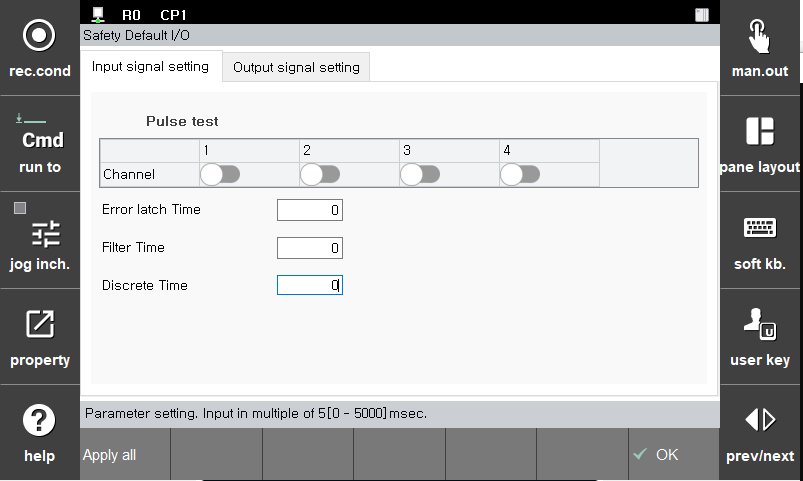 R0 CP1
Safety Default I/O
Input signal setting
Output signal setting
Pulse test
1 2 3 4
Channel
Error latch Time 0
Filter Time 0
Discrete Time 0
Parameter setting. Input in multiple of 5[0 - 5000]msec.
Apply all
OK
rec.cond
Cmd
run to
jog inch.
property
?
help
man.out
pane layout
soft kb.
U
user key
prev/next